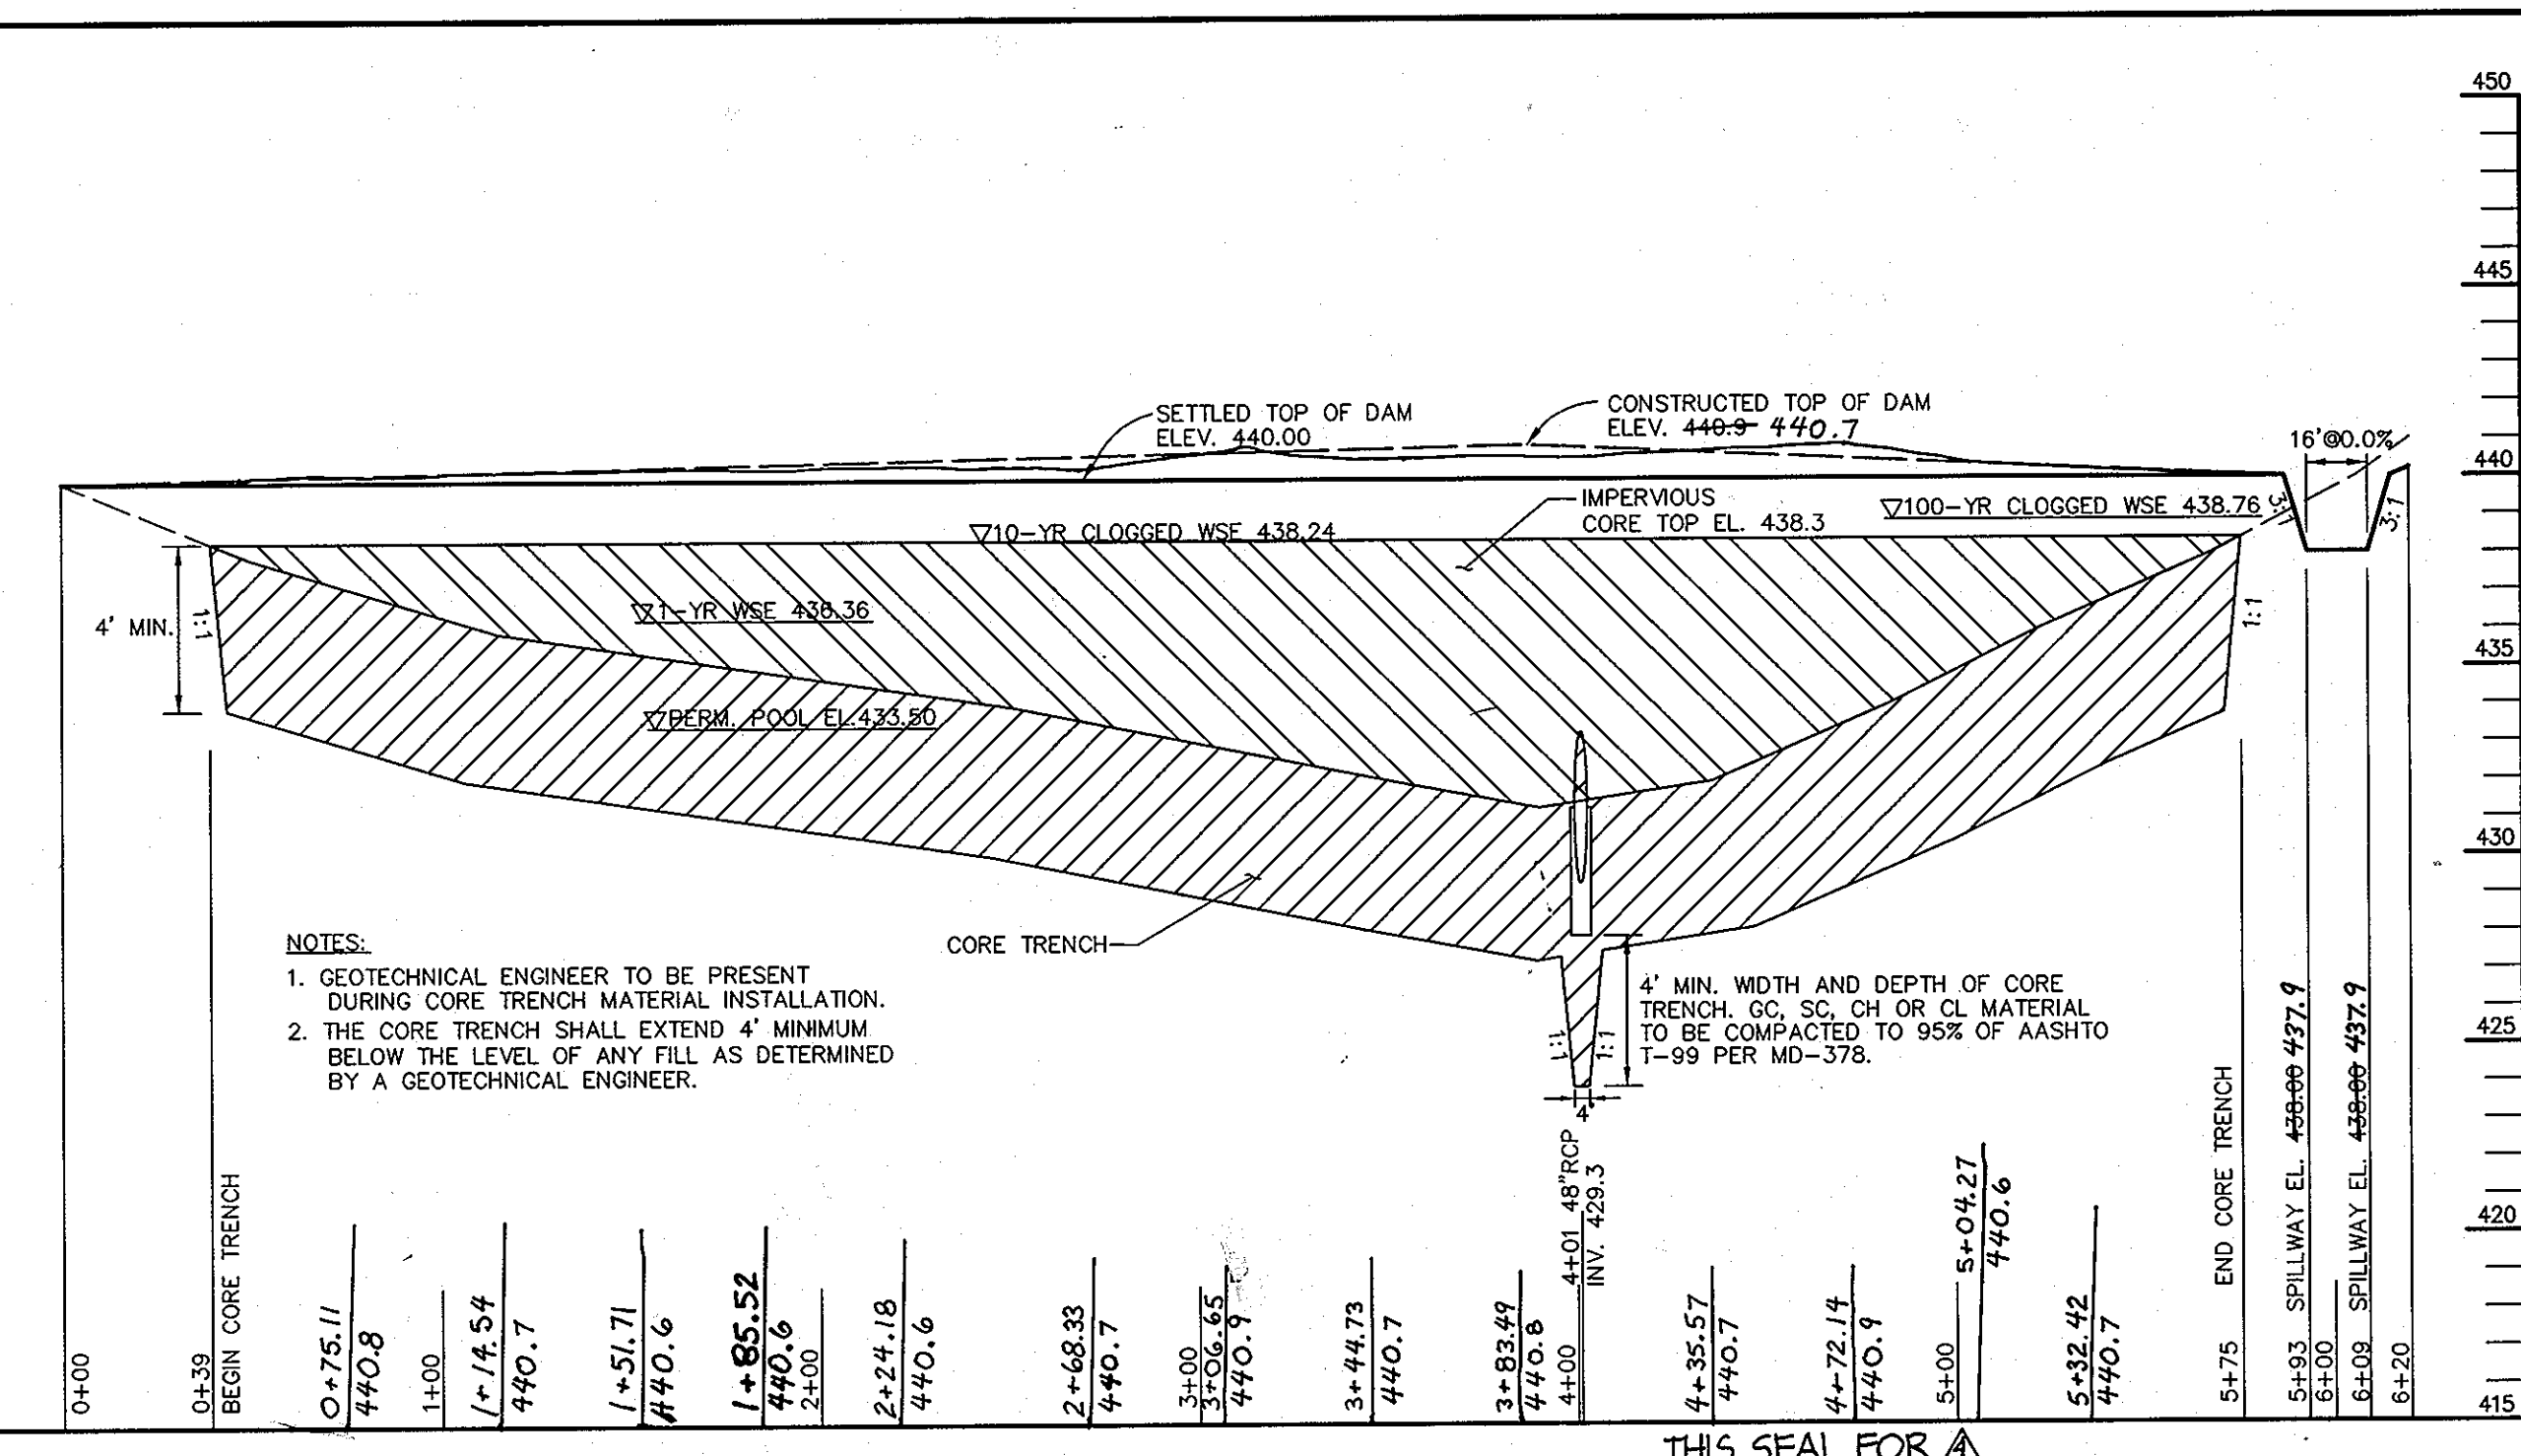 450
445
SETTLED TOP OF DAM
ELEV. 440.00
CONSTRUCTED TOP OF DAM
ELEV. 440.9 440.7
16'@0.0%
440
IMPERVIOUS
CORE TOP EL. 438.3
100-YR CLOGGED WSE 438.76
3:1
3:1
10-YR CLOGGED WSE 438.24
4' MIN.
1:1
1-YR WSE 436.36
1:1
435
PERM. POOL EL.433.50
430
CORE TRENCH
NOTES:
1. GEOTECHNICAL ENGINEER TO BE PRESENT
DURING CORE TRENCH MATERIAL INSTALLATION.
2. THE CORE TRENCH SHALL EXTEND 4' MINIMUM
BELOW THE LEVEL OF ANY FILL AS DETERMINED
BY A GEOTECHNICAL ENGINEER.
4' MIN. WIDTH AND DEPTH OF CORE
TRENCH. GC, SC, CH OR CL MATERIAL
TO BE COMPACTED TO 95% OF AASHTO
T-99 PER MD-378.
1:1
1:1
4'
425
420
415
0+00
0+39
BEGIN CORE TRENCH
0+75.11
440.8
1+00
1+14.54
440.7
1+51.71
440.6
1+85.52
440.6
2+00
2+24.18
440.6
2+68.33
440.7
3+00
3+06.65
440.9
3+44.73
440.7
3+83.49
440.8
4+00
4+01 48"RCP
INV. 429.3
4+35.57
440.7
4+72.14
440.9
5+00
5+04.27
440.6
5+32.42
440.7
5+75 END CORE TRENCH
5+93 SPILLWAY EL. 438.00 437.9
6+00
6+09 SPILLWAY EL. 438.00 437.9
6+20
THIS SEAL FOR 4